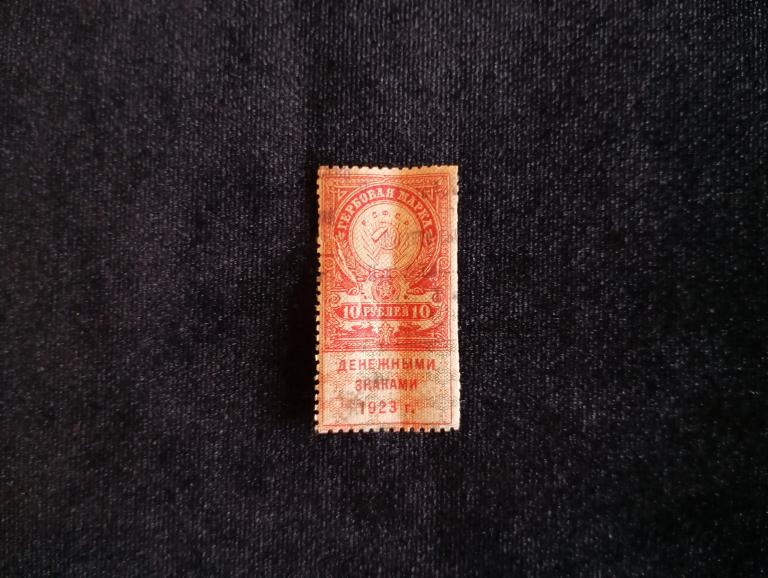 ГЕРБОВАЯ МАРКА
Р.С.Ф.С.Р.
10 РУБЛЕЙ 10
ДЕНЕЖНЫМИ
ЗНАКАМИ
1923 г.